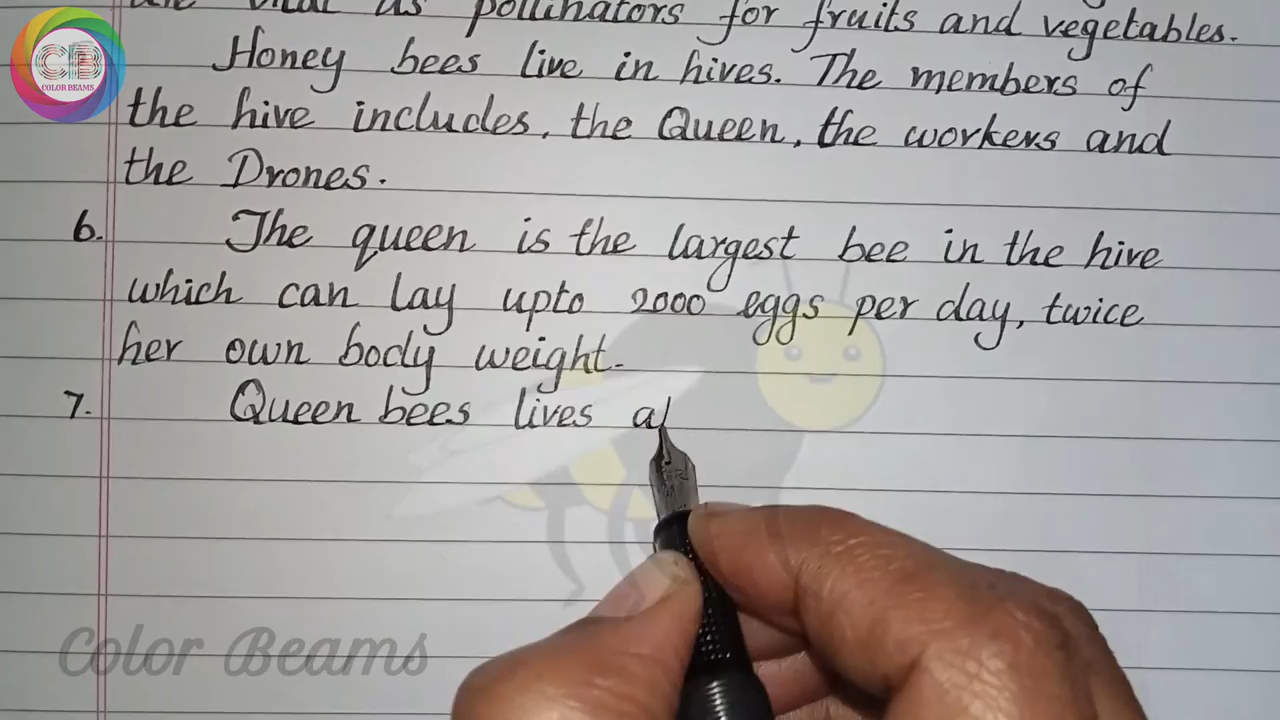 vital as pollinators for fruits and vegetables.
Honey bees live in hives. The members of
the hive includes, the Queen, the workers and
the Drones.
6. The queen is the largest bee in the hive
which can lay upto 2000 eggs per day, twice
her own body weight.
7. Queen bees lives
CB
COLOR BEAMS
Color Beams